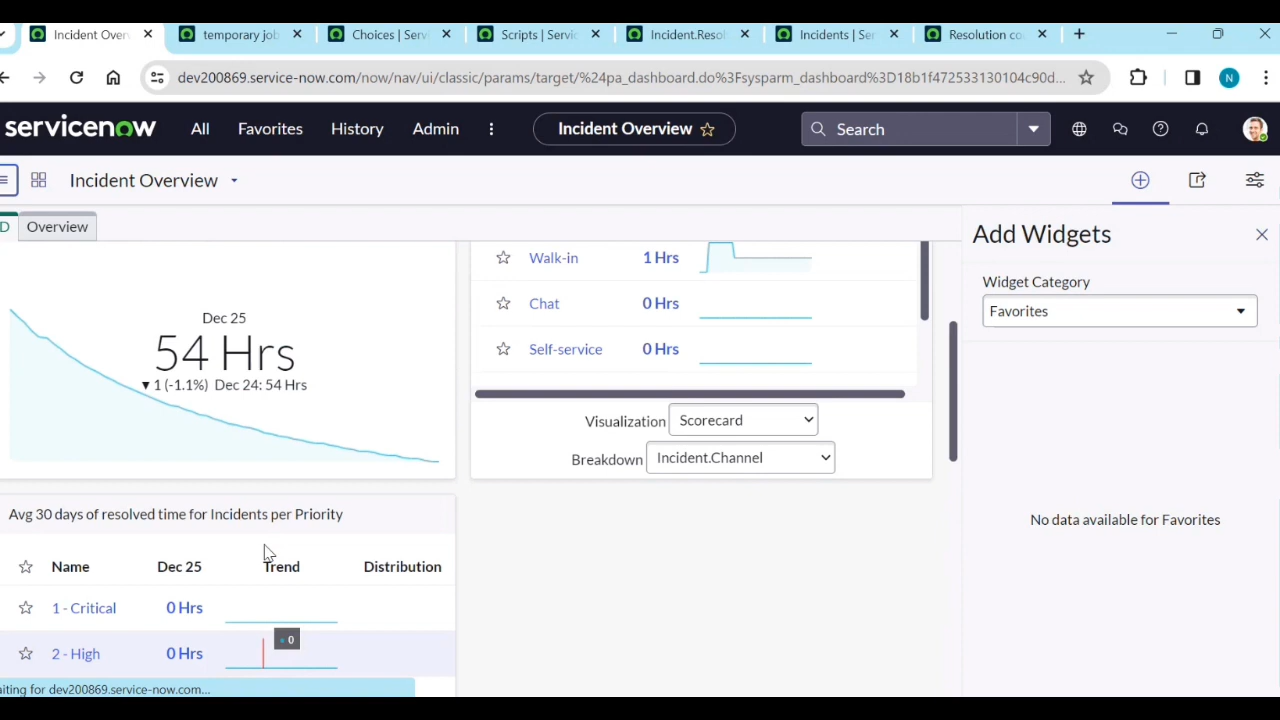 Incident Over
temporary job
Choices | Servi
Scripts | Servic
Incident.Resol
Incidents | Ser
Resolution co
dev200869.service-now.com/now/nav/ui/classic/params/target/%24pa_dashboard.do%3Fsysparm_dashboard%3D18b1f472533130104c90d...
N
servicenow
All
Favorites
History
Admin
Incident Overview
Search
Incident Overview
D
Overview
Add Widgets
Widget Category
Favorites
No data available for Favorites
Dec 25
54 Hrs
▼ 1 (-1.1%) Dec 24: 54 Hrs
Walk-in 1 Hrs
Chat 0 Hrs
Self-service 0 Hrs
Visualization Scorecard
Breakdown Incident.Channel
Avg 30 days of resolved time for Incidents per Priority
Name Dec 25 Trend Distribution
1 - Critical 0 Hrs
0
2 - High 0 Hrs
aiting for dev200869.service-now.com...